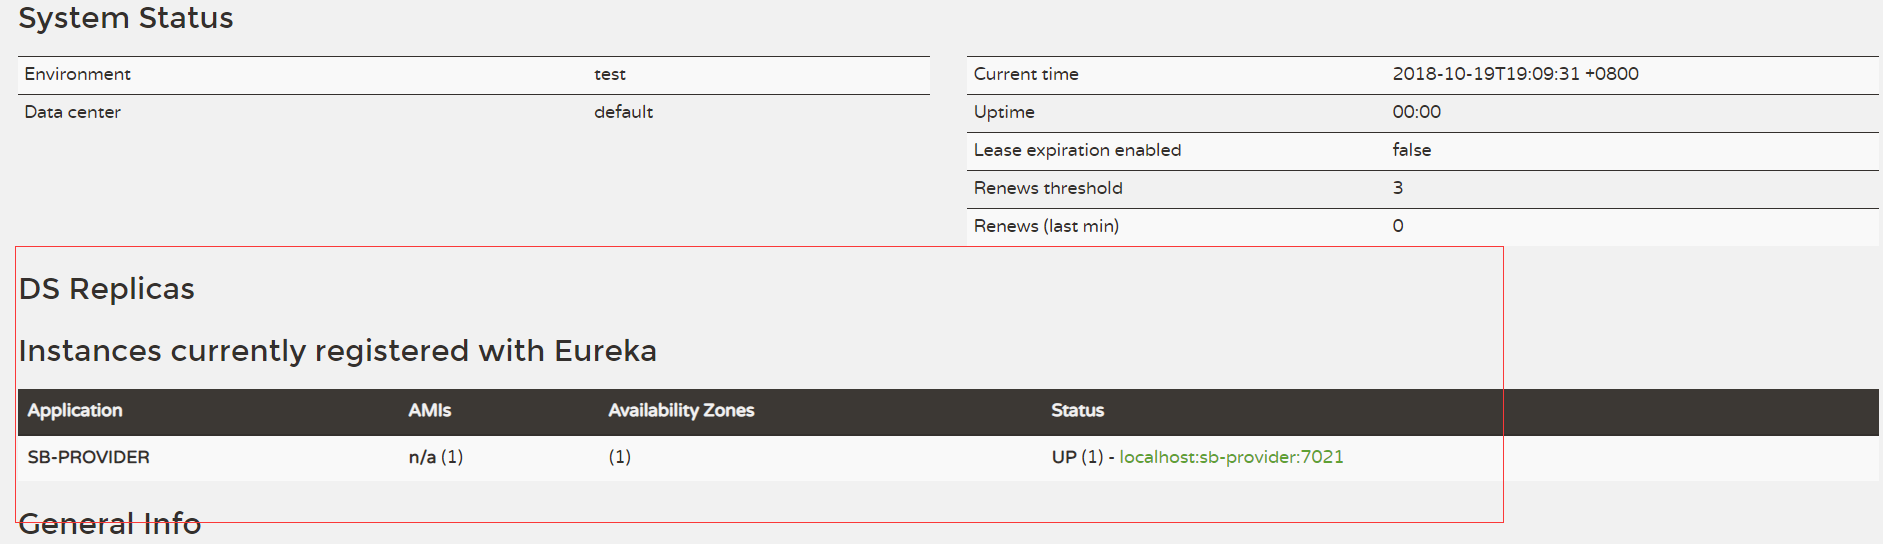 System Status
Environment test
Data center default
Current time 2018-10-19T19:09:31 +0800
Uptime 00:00
Lease expiration enabled false
Renews threshold 3
Renews (last min) 0
DS Replicas
Instances currently registered with Eureka
Application AMIs Availability Zones Status
SB-PROVIDER n/a (1) (1) UP (1) - localhost:sb-provider:7021
General Info